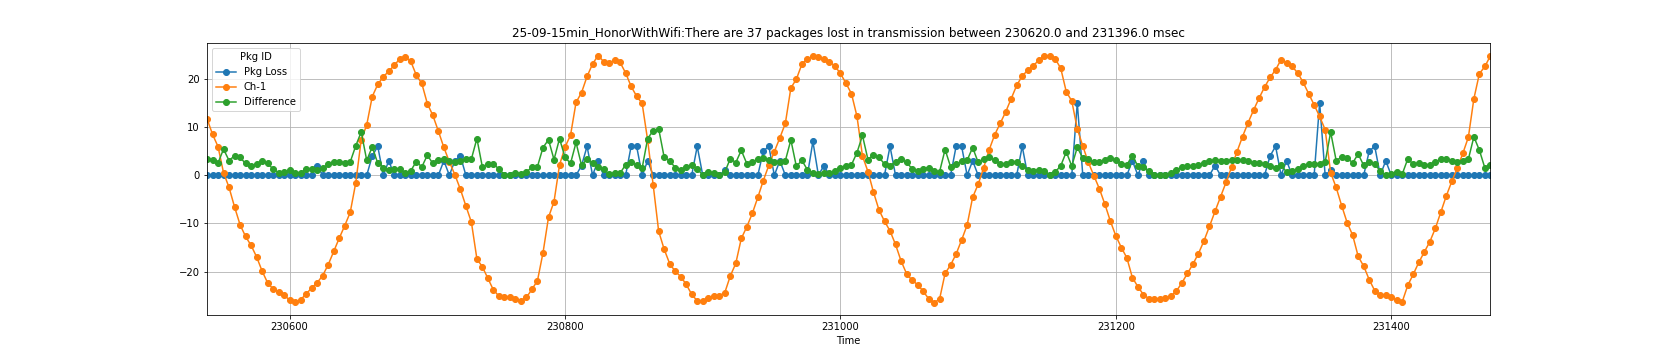 25-09-15min_HonorWithWifi:There are 37 packages lost in transmission between 230620.0 and 231396.0 msec
Pkg ID
Pkg Loss
Ch-1
Difference
20
10
0
−10
−20
230600
230800
231000
231200
231400
Time